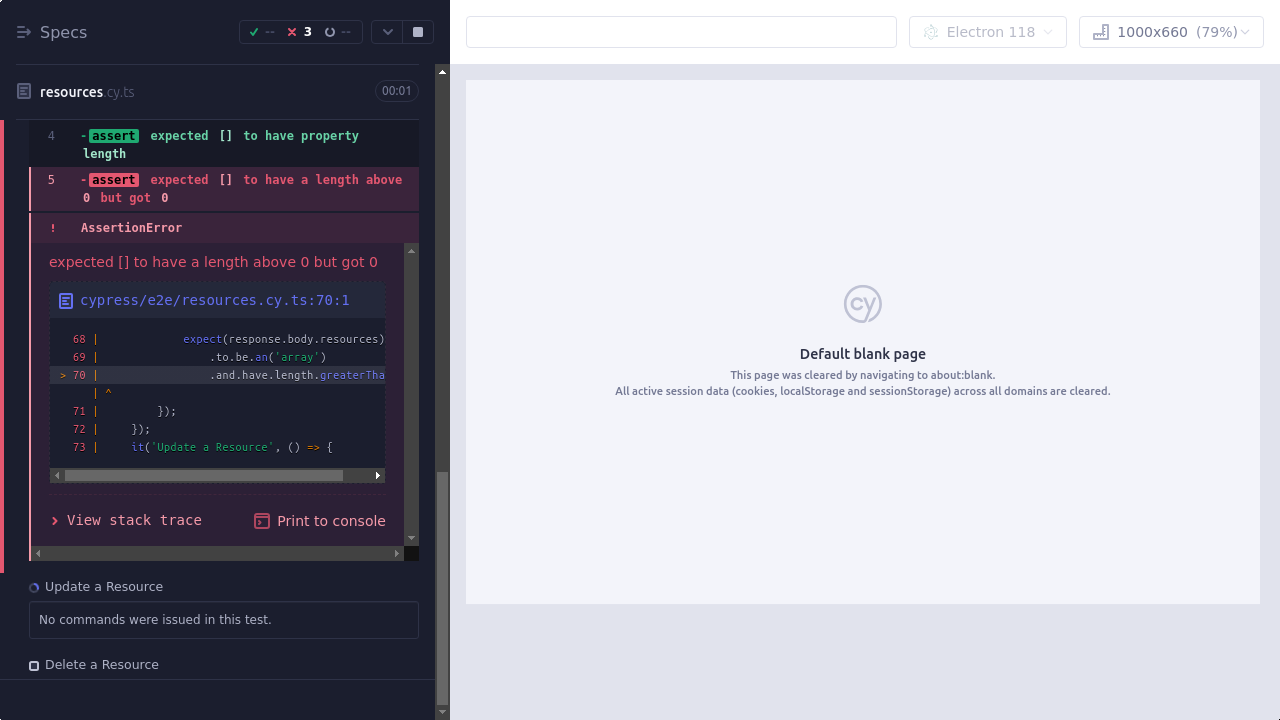 Specs
-- 3 --
Electron 118
1000x660 (79%)
resources.cy.ts
00:01
4 -assert expected [] to have property
length
5 -assert expected [] to have a length above
0 but got 0
! AssertionError
expected [] to have a length above 0 but got 0
cypress/e2e/resources.cy.ts:70:1
68 | expect(response.body.resources)
69 | .to.be.an('array')
> 70 | .and.have.length.greaterTha
| ^
71 | });
72 | });
73 | it('Update a Resource', () => {
View stack trace
Print to console
Update a Resource
No commands were issued in this test.
Delete a Resource
cy
Default blank page
This page was cleared by navigating to about:blank.
All active session data (cookies, localStorage and sessionStorage) across all domains are cleared.